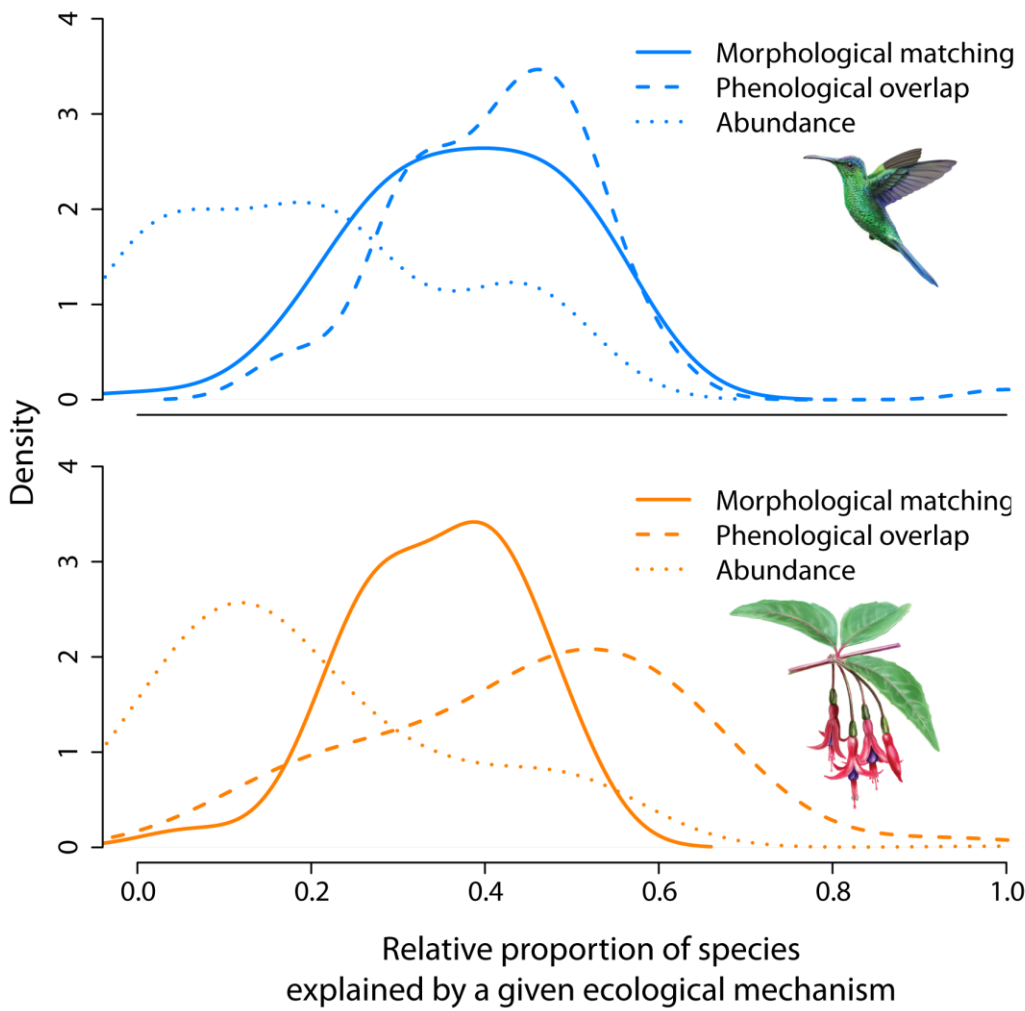 4
3
2
1
0
Morphological matching
Phenological overlap
Abundance
Density
4
3
2
1
0
Morphological matching
Phenological overlap
Abundance
0.0 0.2 0.4 0.6 0.8 1.0
Relative proportion of species
explained by a given ecological mechanism